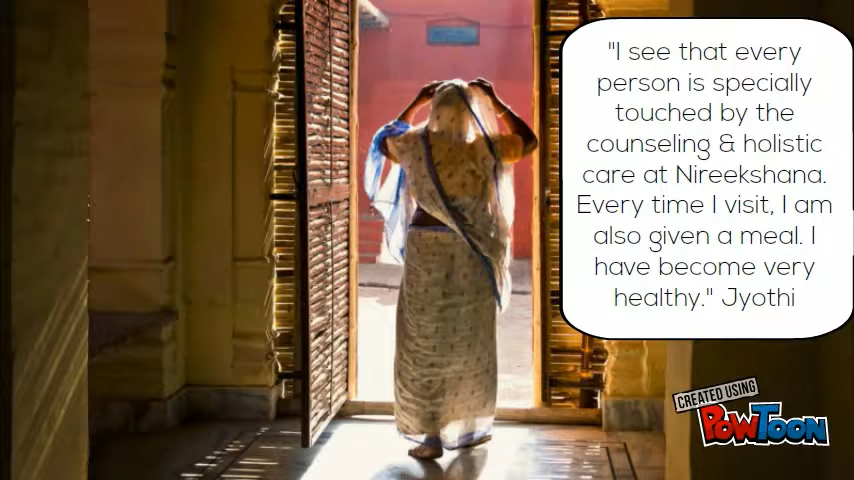 "I see that every
person is specially
touched by the
counseling & holistic
care at Nireekshana.
Every time I visit, I am
also given a meal. I
have become very
healthy." Jyothi
CREATED USING
POWTOON